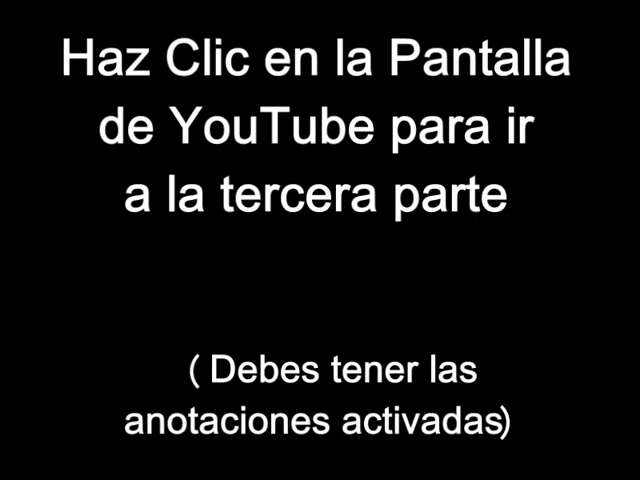 Haz Clic en la Pantalla
de YouTube para ir
a la tercera parte
( Debes tener las
anotaciones activadas)